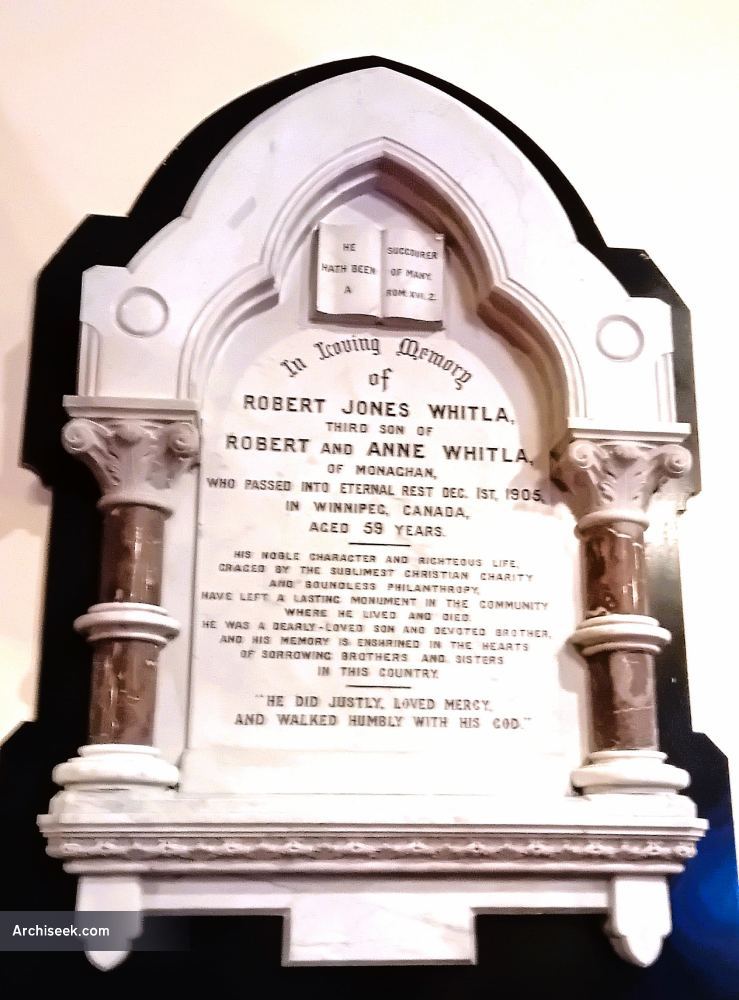 HE
HATH BEEN
A
SUCCOURER
OF MANY.
ROM: XVI. 2.
In Loving Memory
of
ROBERT JONES WHITLA,
THIRD SON OF
ROBERT AND ANNE WHITLA,
OF MONAGHAN,
WHO PASSED INTO ETERNAL REST DEC. 1ST, 1905,
IN WINNIPEG, CANADA,
AGED 59 YEARS.
HIS NOBLE CHARACTER AND RIGHTEOUS LIFE,
GRACED BY THE SUBLIMEST CHRISTIAN CHARITY
AND BOUNDLESS PHILANTHROPY,
HAVE LEFT A LASTING MONUMENT IN THE COMMUNITY
WHERE HE LIVED AND DIED.
HE WAS A DEARLY-LOVED SON AND DEVOTED BROTHER,
AND HIS MEMORY IS ENSHRINED IN THE HEARTS
OF SORROWING BROTHERS AND SISTERS
IN THIS COUNTRY.
"HE DID JUSTLY, LOVED MERCY,
AND WALKED HUMBLY WITH HIS GOD."
Archiseek.com